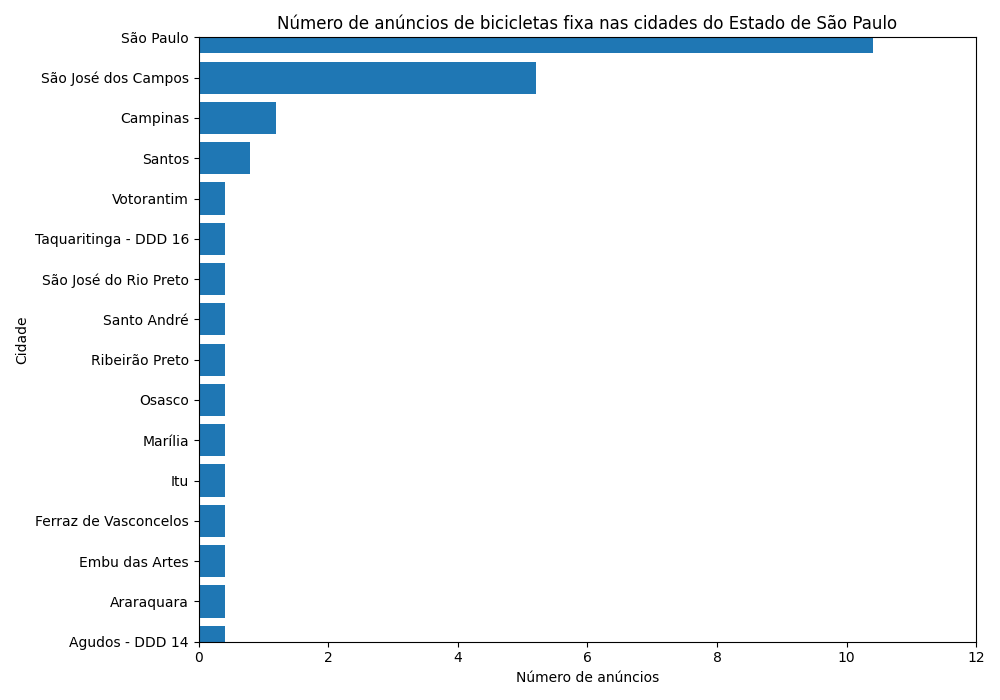 Número de anúncios de bicicletas fixa nas cidades do Estado de São Paulo
São Paulo
São José dos Campos
Campinas
Santos
Votorantim
Taquaritinga - DDD 16
São José do Rio Preto
Santo André
Ribeirão Preto
Osasco
Marília
Itu
Ferraz de Vasconcelos
Embu das Artes
Araraquara
Agudos - DDD 14
Cidade
0 2 4 6 8 10 12
Número de anúncios